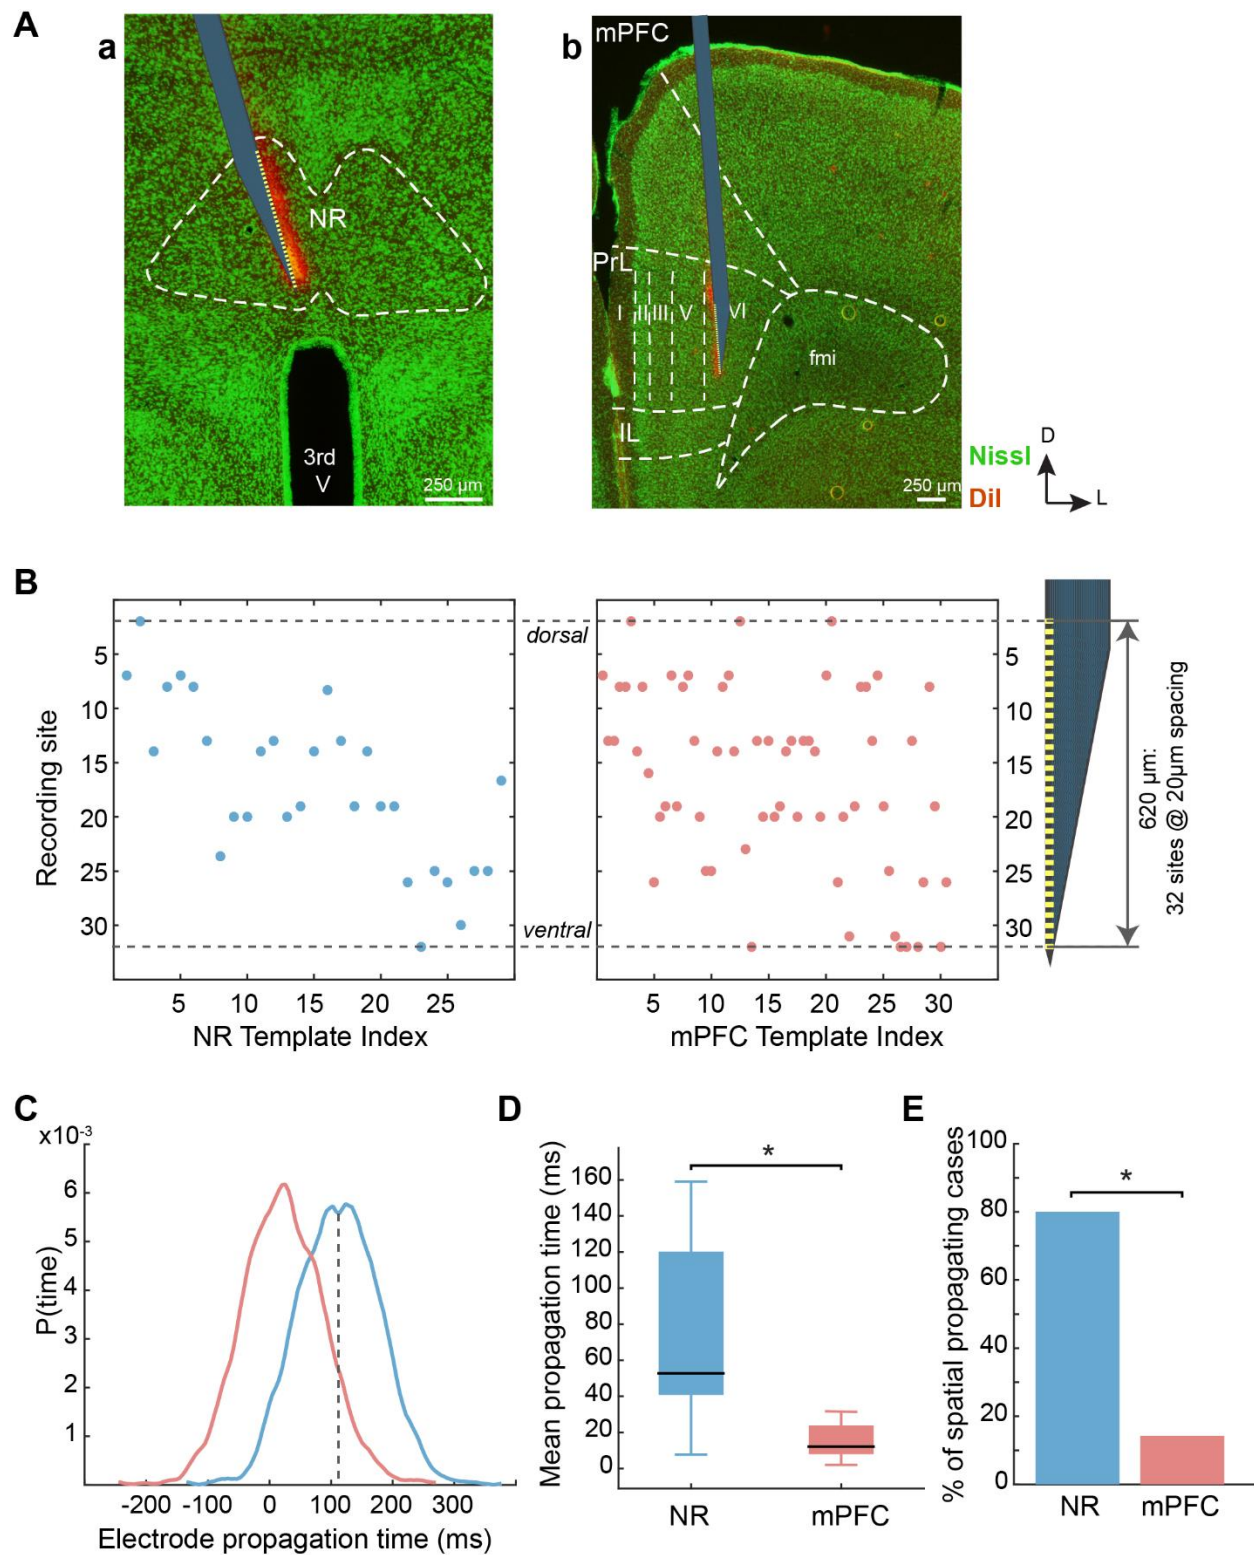 A
a
NR
3rd
V
250 µm
b
mPFC
PrL
I
II
III
V
VI
fmi
IL
250 µm
Nissl
DiI
D
L
B
Recording site
5
10
15
20
25
30
5
10
15
20
25
NR Template Index
dorsal
ventral
5
10
15
20
25
30
mPFC Template Index
5
10
15
20
25
30
620 µm:
32 sites @ 20µm spacing
C
x10-3
6
5
4
3
2
1
P(time)
-200
-100
0
100
200
300
Electrode propagation time (ms)
D
Mean propagation time (ms)
160
140
120
100
80
60
40
20
0
*
NR
mPFC
E
% of spatial propagating cases
100
80
60
40
20
0
*
NR
mPFC